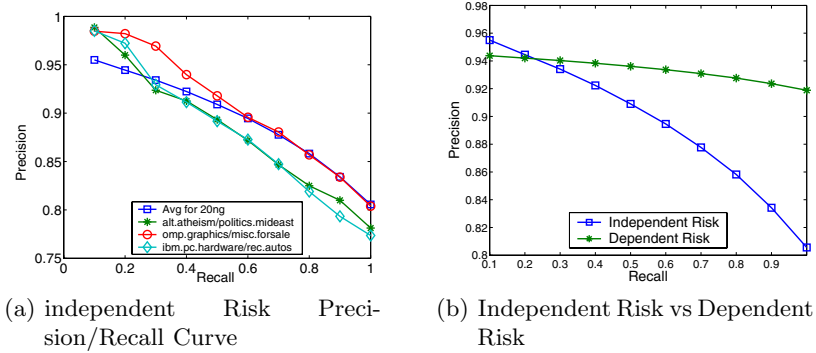 1
0.95
0.9
0.85
0.8
0.75
Precision
0 0.2 0.4 0.6 0.8 1
Recall
Avg for 20ng
alt.atheism/politics.mideast
omp.graphics/misc.forsale
ibm.pc.hardware/rec.autos
(a) independent Risk Preci-
sion/Recall Curve
0.98
0.96
0.94
0.92
0.9
0.88
0.86
0.84
0.82
0.8
Precision
0.1 0.2 0.3 0.4 0.5 0.6 0.7 0.8 0.9
Recall
Independent Risk
Dependent Risk
(b) Independent Risk vs Dependent
Risk